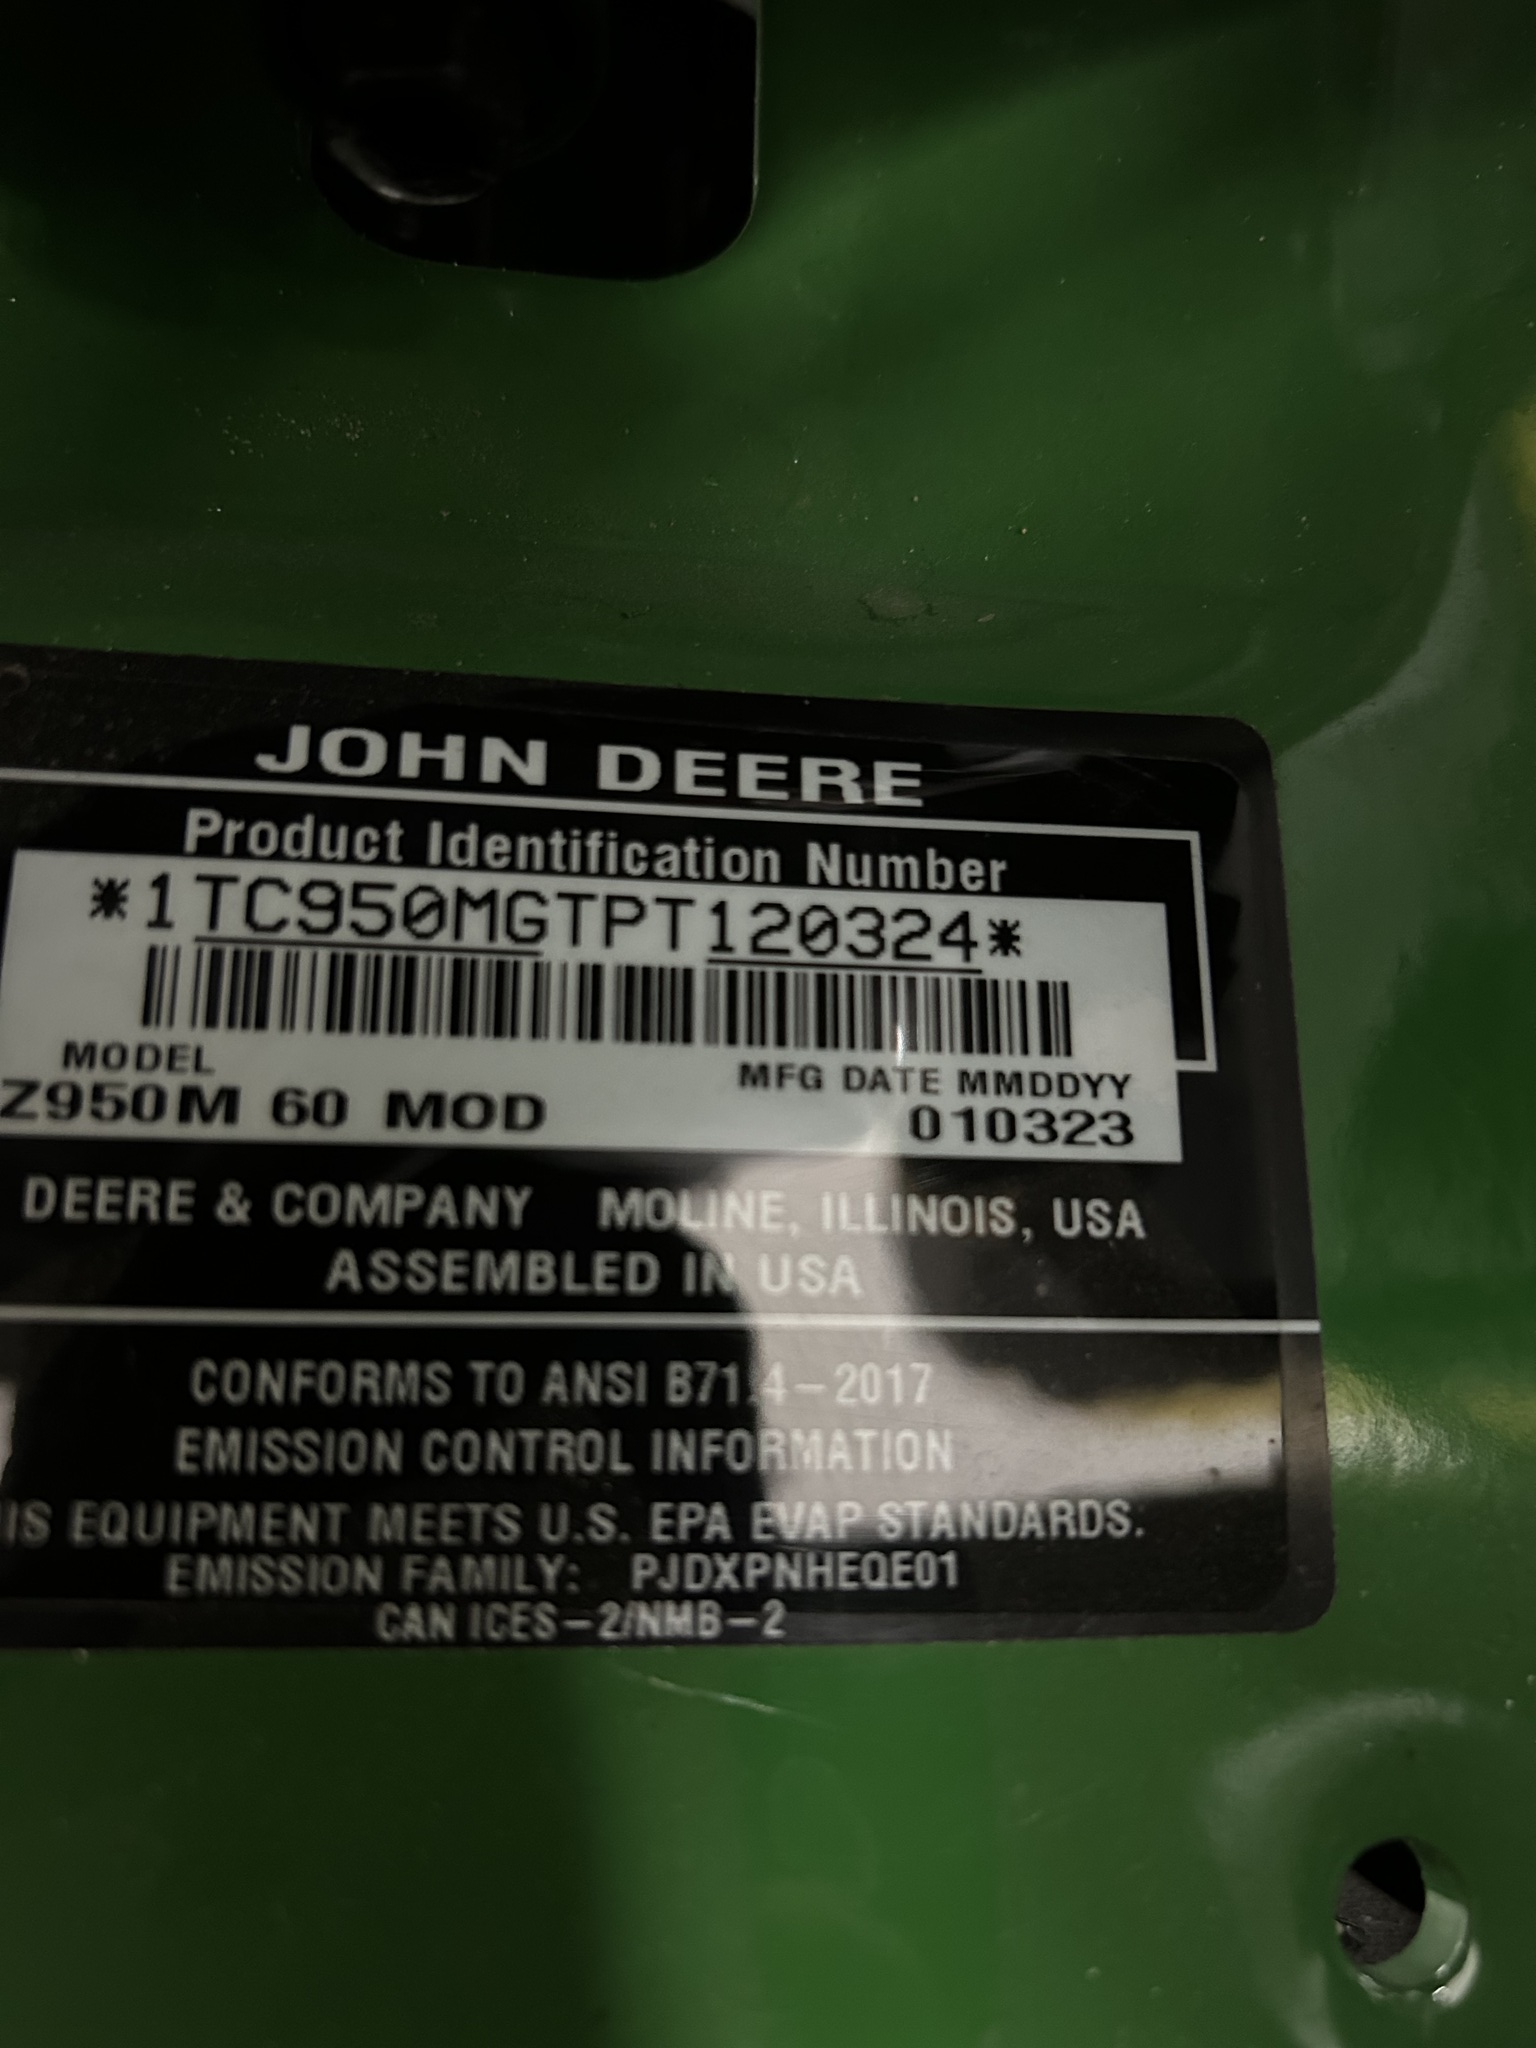 JOHN DEERE
Product Identification Number
*1TC950MGTPT120324*
MODEL MFG DATE MMDDYY
Z950M 60 MOD 010323
DEERE & COMPANY MOLINE, ILLINOIS, USA
ASSEMBLED IN USA
CONFORMS TO ANSI B71.4-2017
EMISSION CONTROL INFORMATION
IS EQUIPMENT MEETS U.S. EPA EVAP STANDARDS.
EMISSION FAMILY: PJDXPNHEQE01
CAN ICES-2/NMB-2